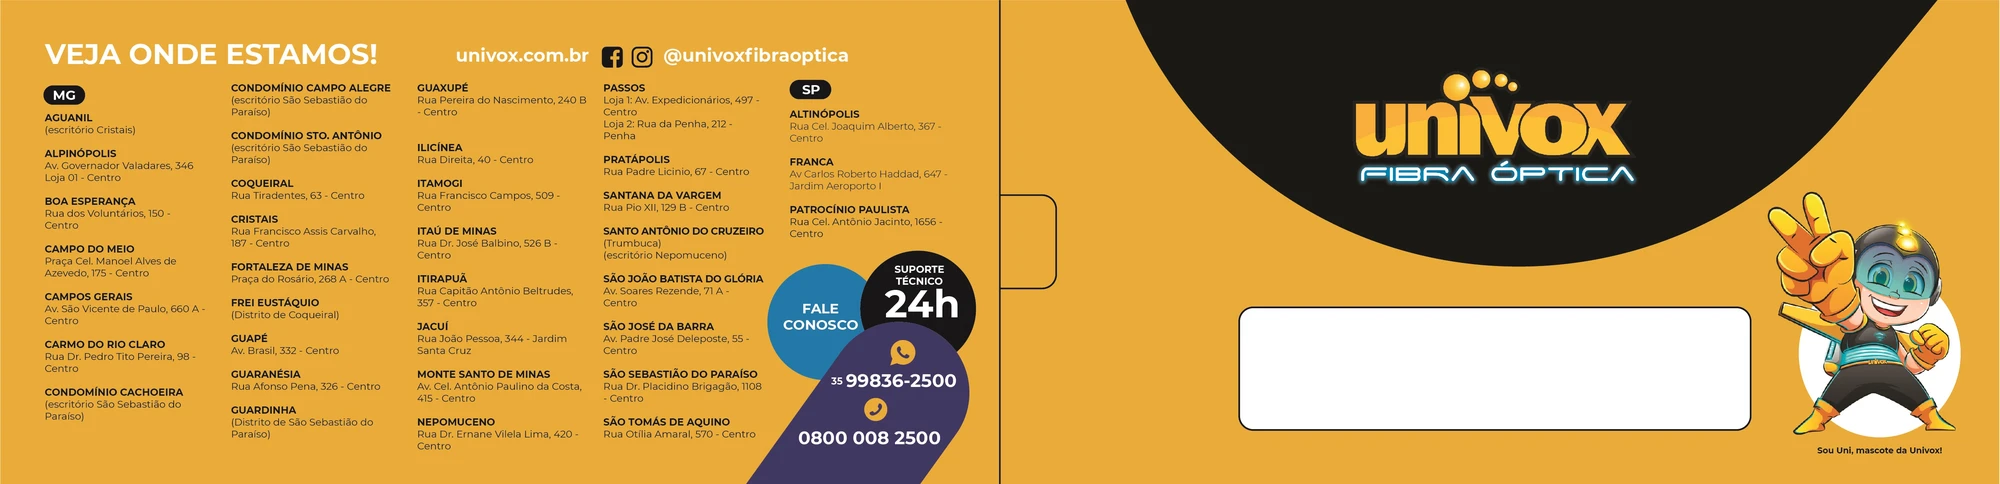 VEJA ONDE ESTAMOS!
univox.com.br
@univoxfibraoptica
MG
AGUANIL
(escritório Cristais)
ALPINÓPOLIS
Av. Governador Valadares, 346
Loja 01 - Centro
BOA ESPERANÇA
Rua dos Voluntários, 150 -
Centro
CAMPO DO MEIO
Praça Cel. Manoel Alves de
Azevedo, 175 - Centro
CAMPOS GERAIS
Av. São Vicente de Paulo, 660 A -
Centro
CARMO DO RIO CLARO
Rua Dr. Pedro Tito Pereira, 98 -
Centro
CONDOMÍNIO CACHOEIRA
(escritório São Sebastião do
Paraíso)
CONDOMÍNIO CAMPO ALEGRE
(escritório São Sebastião do
Paraíso)
CONDOMÍNIO STO. ANTÔNIO
(escritório São Sebastião do
Paraíso)
COQUEIRAL
Rua Tiradentes, 63 - Centro
CRISTAIS
Rua Francisco Assis Carvalho,
187 - Centro
FORTALEZA DE MINAS
Praça do Rosário, 268 A - Centro
FREI EUSTÁQUIO
(Distrito de Coqueiral)
GUAPÉ
Av. Brasil, 332 - Centro
GUARANÉSIA
Rua Afonso Pena, 326 - Centro
GUARDINHA
(Distrito de São Sebastião do
Paraíso)
GUAXUPÉ
Rua Pereira do Nascimento, 240 B
- Centro
ILICÍNEA
Rua Direita, 40 - Centro
ITAMOGI
Rua Francisco Campos, 509 -
Centro
ITAÚ DE MINAS
Rua Dr. José Balbino, 526 B -
Centro
ITIRAPUÃ
Rua Capitão Antônio Beltrudes,
357 - Centro
JACUÍ
Rua João Pessoa, 344 - Jardim
Santa Cruz
MONTE SANTO DE MINAS
Av. Cel. Antônio Paulino da Costa,
415 - Centro
NEPOMUCENO
Rua Dr. Ernane Vilela Lima, 420 -
Centro
PASSOS
Loja 1: Av. Expedicionários, 497 -
Centro
Loja 2: Rua da Penha, 212 -
Penha
PRATÁPOLIS
Rua Padre Licinio, 67 - Centro
SANTANA DA VARGEM
Rua Pio XII, 129 B - Centro
SANTO ANTÔNIO DO CRUZEIRO
(Trumbuca)
(escritório Nepomuceno)
SÃO JOÃO BATISTA DO GLÓRIA
Av. Soares Rezende, 71 A -
Centro
SÃO JOSÉ DA BARRA
Av. Padre José Deleposte, 55 -
Centro
SÃO SEBASTIÃO DO PARAÍSO
Rua Dr. Placidino Brigagão, 1108
- Centro
SÃO TOMÁS DE AQUINO
Rua Otília Amaral, 570 - Centro
SP
ALTINÓPOLIS
Rua Cel. Joaquim Alberto, 367 -
Centro
FRANCA
Av Carlos Roberto Haddad, 647 -
Jardim Aeroporto I
PATROCÍNIO PAULISTA
Rua Cel. Antônio Jacinto, 1656 -
Centro
FALE
CONOSCO
SUPORTE
TÉCNICO
24h
35 99836-2500
0800 008 2500
univox
FIBRA ÓPTICA
Sou Uni, mascote da Univox!